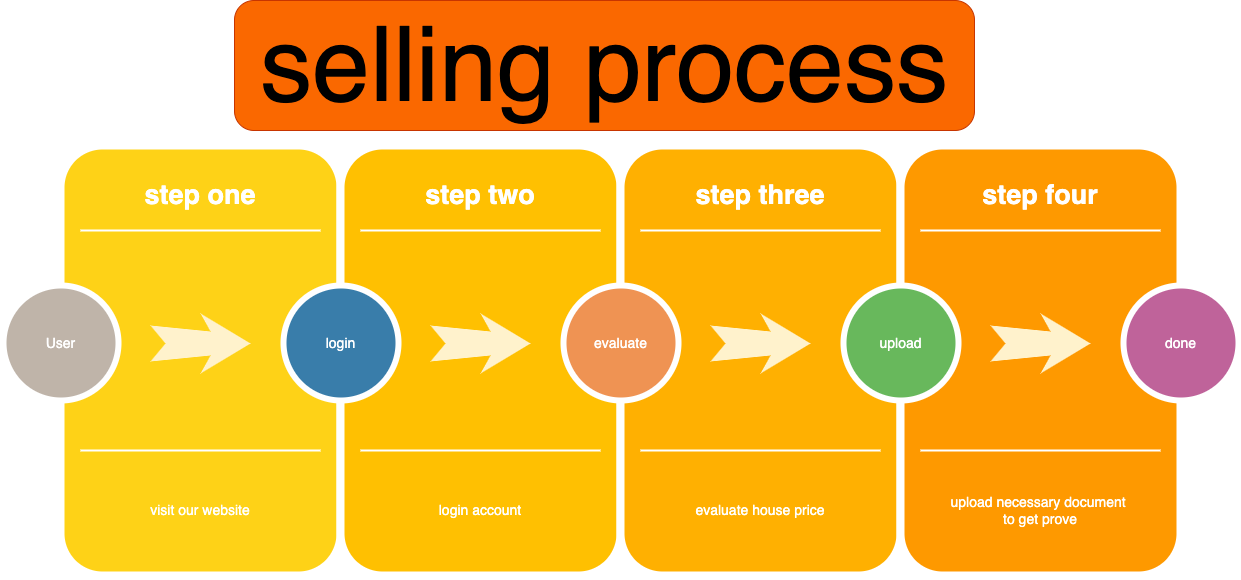 selling process
step one
step two
step three
step four
User
login
evaluate
upload
done
visit our website
login account
evaluate house price
upload necessary document
to get prove